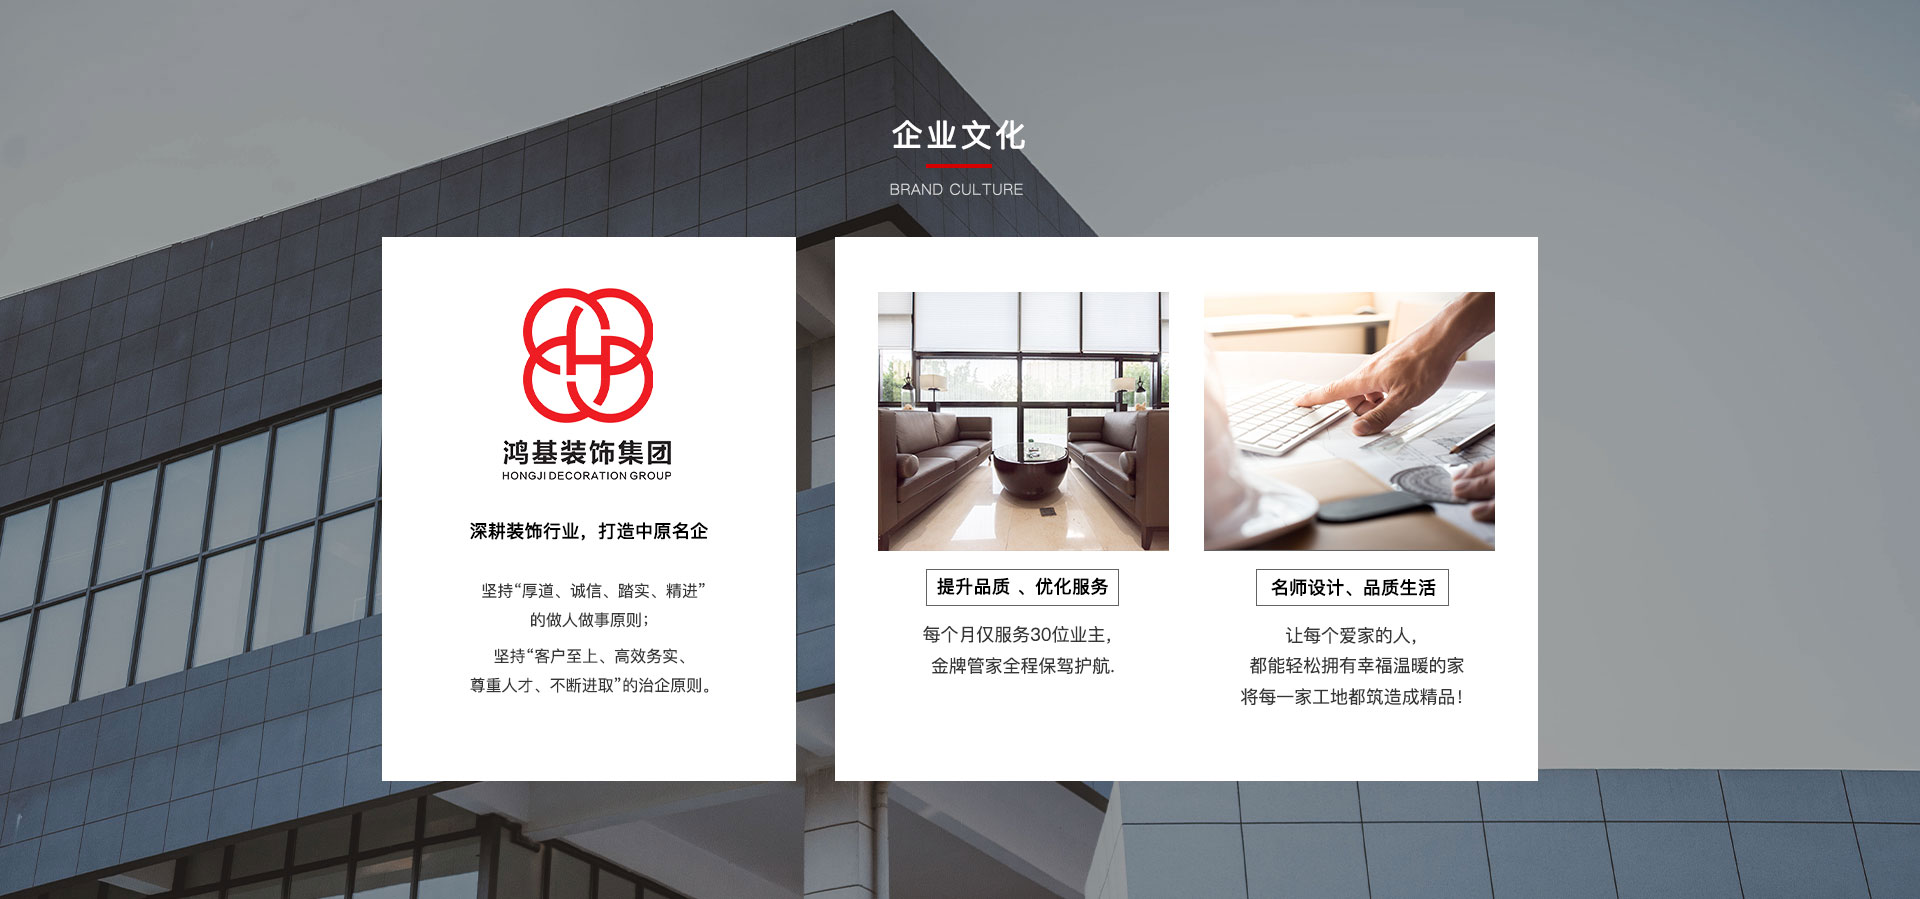 企业文化
BRAND CULTURE
鸿基装饰集团
HONGJI DECORATION GROUP
深耕装饰行业，打造中原名企
坚持“厚道、诚信、踏实、精进”
的做人做事原则；
坚持“客户至上、高效务实、
尊重人才、不断进取”的治企原则。
提升品质 、优化服务
每个月仅服务30位业主，
金牌管家全程保驾护航.
名师设计、品质生活
让每个爱家的人，
都能轻松拥有幸福温暖的家
将每一家工地都筑造成精品！